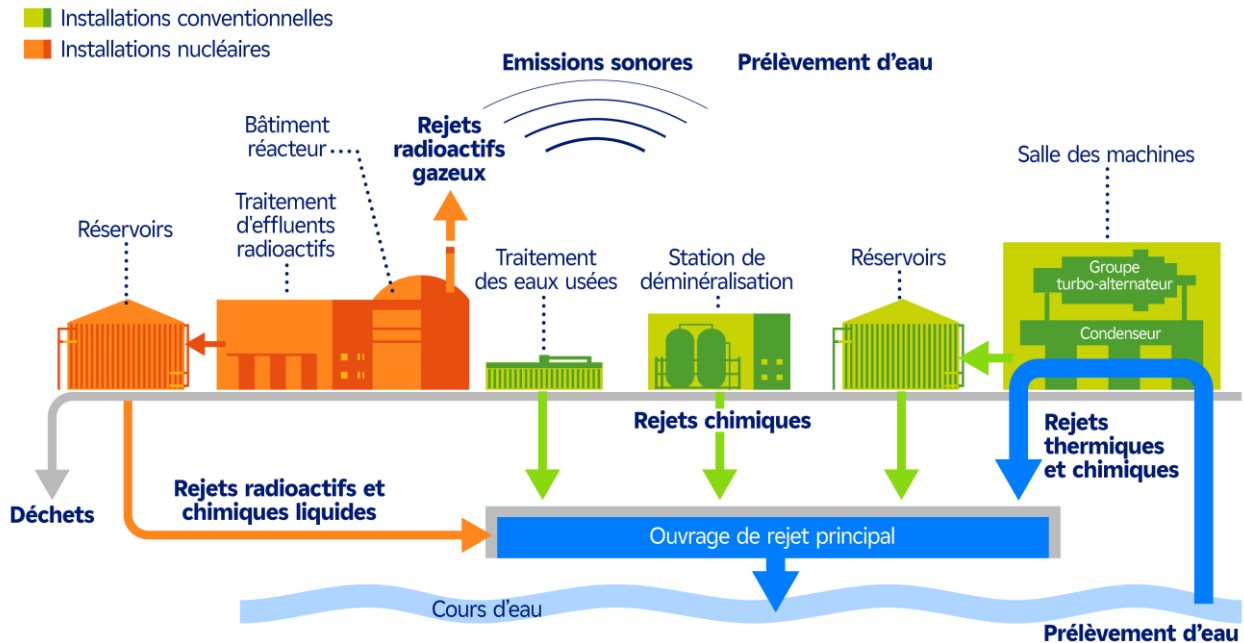 Installations conventionnelles
Installations nucléaires
Emissions sonores
Prélèvement d'eau
Bâtiment
réacteur
Rejets
radioactifs
gazeux
Salle des machines
Réservoirs
Traitement
d'effluents
radioactifs
Traitement
des eaux usées
Station de
déminéralisation
Réservoirs
Groupe
turbo-alternateur
Condenseur
Rejets chimiques
Rejets
thermiques
et chimiques
Déchets
Rejets radioactifs et
chimiques liquides
Ouvrage de rejet principal
Cours d'eau
Prélèvement d'eau